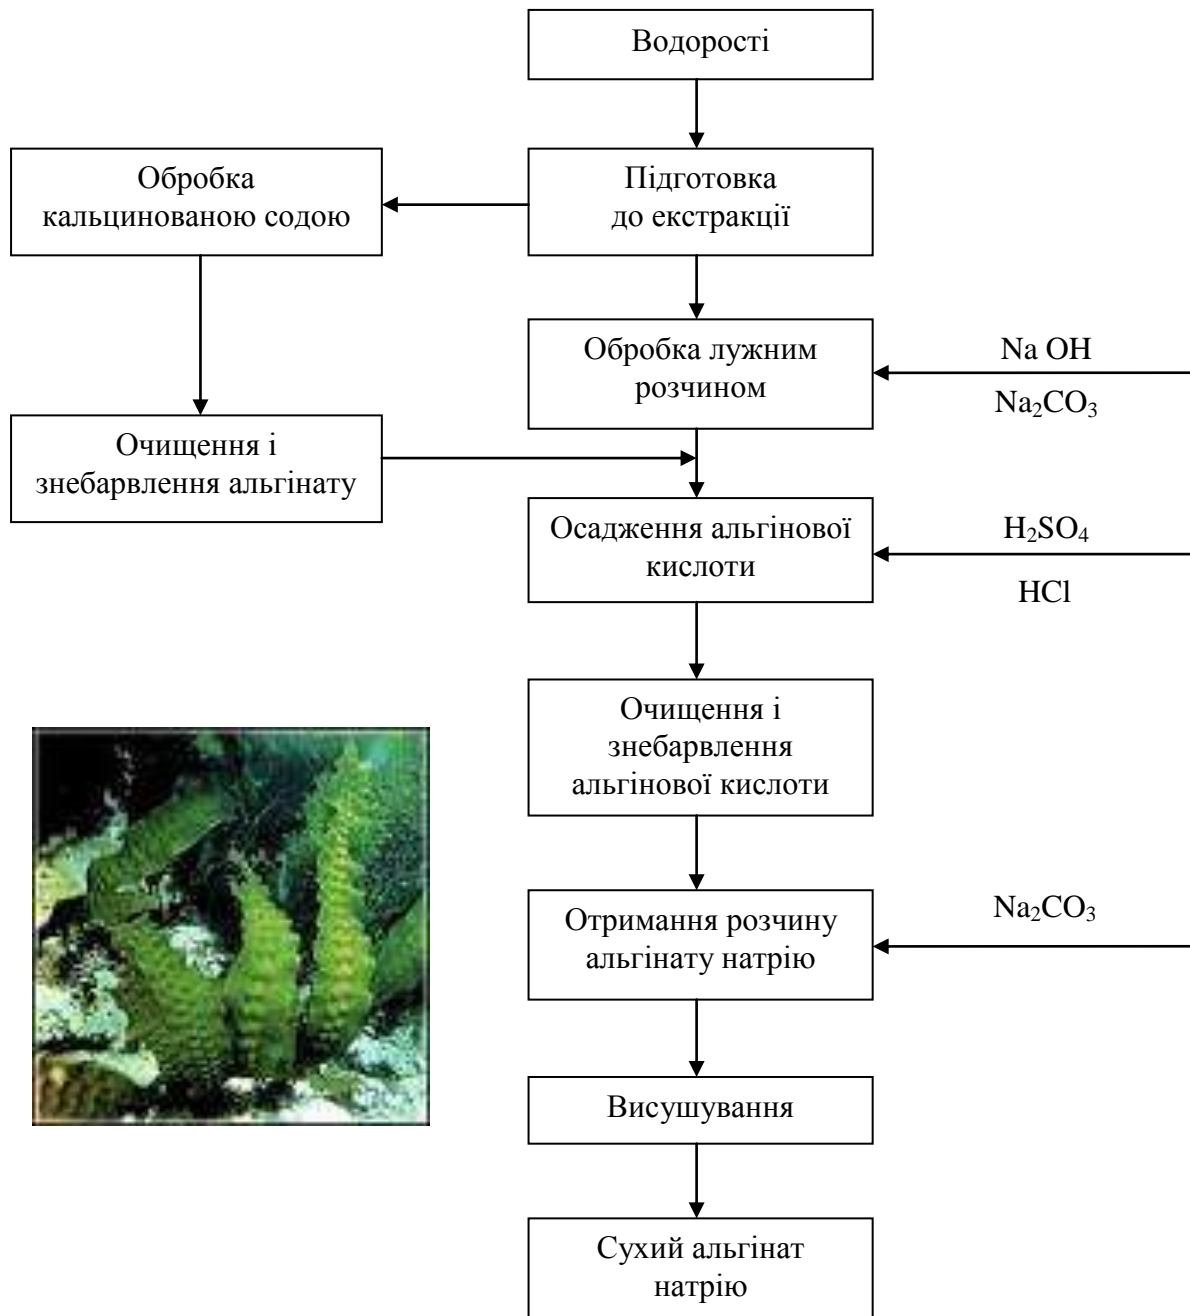 Водорості
Обробка
кальцинованою содою
Підготовка
до екстракції
Обробка лужним
розчином
Na OH
Na₂CO₃
Очищення і
знебарвлення альгінату
Осадження альгінової
кислоти
H₂SO₄
HCl
Очищення і
знебарвлення
альгінової кислоти
Отримання розчину
альгінату натрію
Na₂CO₃
Висушування
Сухий альгінат
натрію